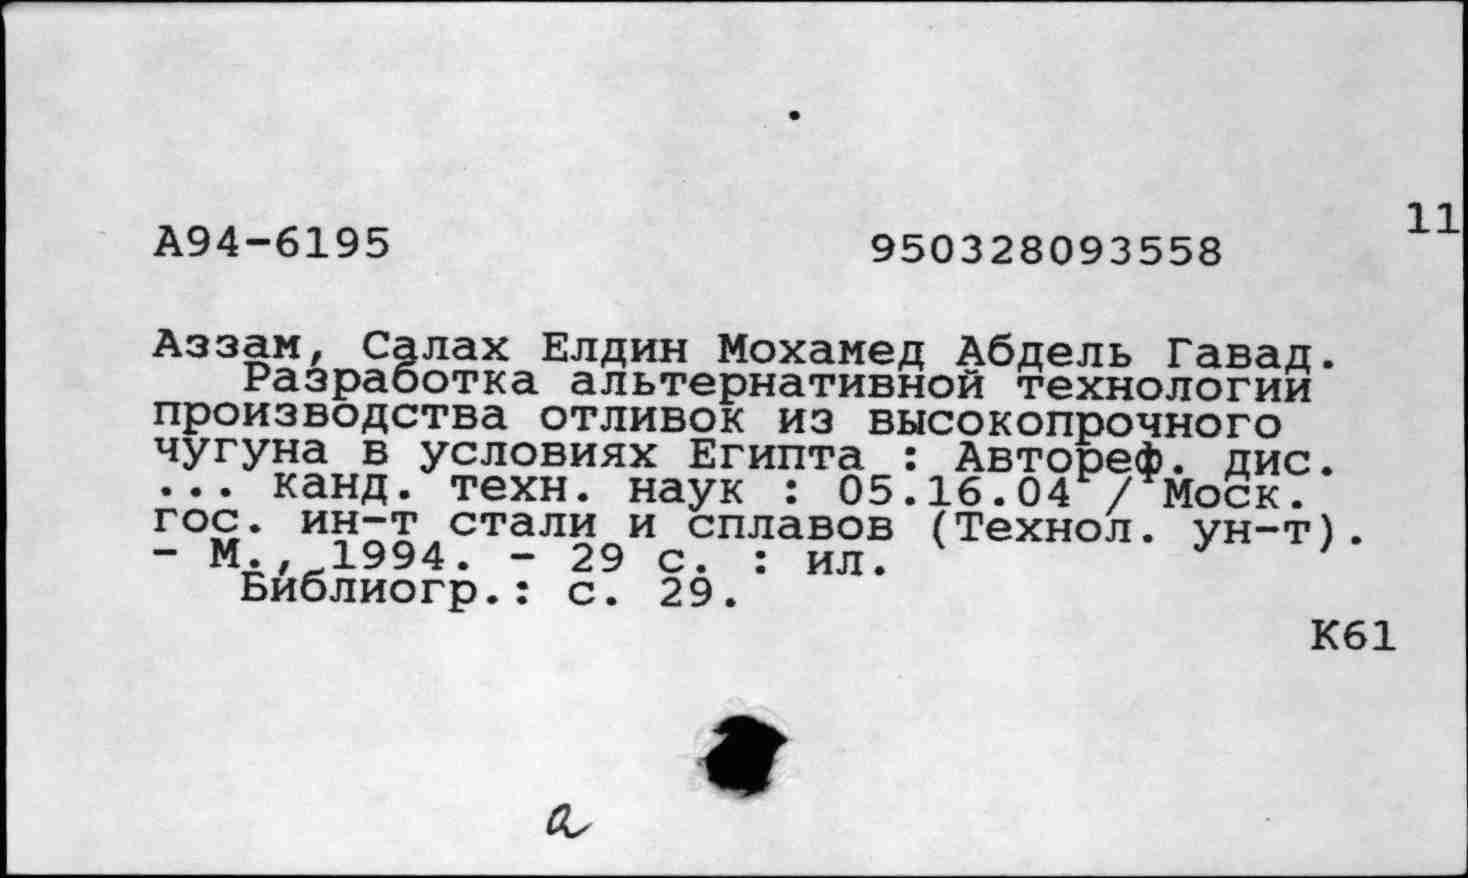 11
А94-6195 950328093558
Аззам, Салах Елдин Мохамед Абдель Гавад.
Разработка альтернативной технологии
производства отливок из высокопрочного
чугуна в условиях Египта : Автореф. дис.
... канд. техн. наук : 05.16.04 / Моск.
гос. ин-т стали и сплавов (Технол. ун-т).
- М., 1994. - 29 с. : ил.
Библиогр.: с. 29.
К61
а